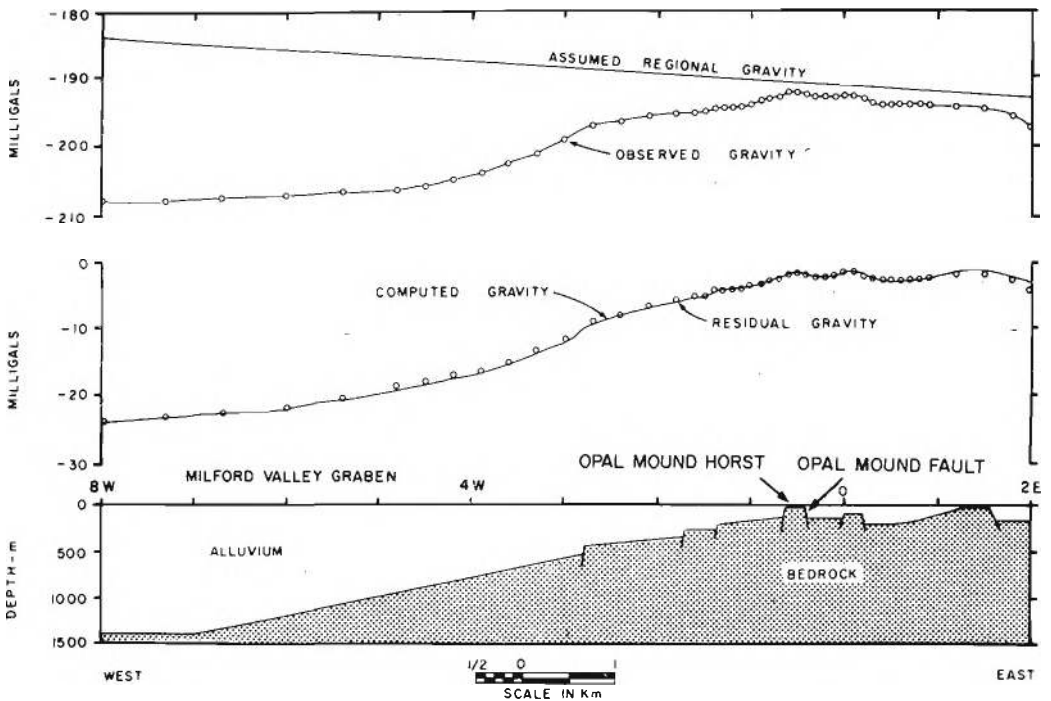 -180
-190
-200
-210
MILLIGALS
ASSUMED REGIONAL GRAVITY
OBSERVED GRAVITY
0
-10
-20
-30
MILLIGALS
COMPUTED GRAVITY
RESIDUAL GRAVITY
MILFORD VALLEY GRABEN
OPAL MOUND HORST
OPAL MOUND FAULT
8W
4W
0
2E
0
500
1000
1500
DEPTH-m
ALLUVIUM
BEDROCK
WEST
EAST
1/2 0 1
SCALE IN Km